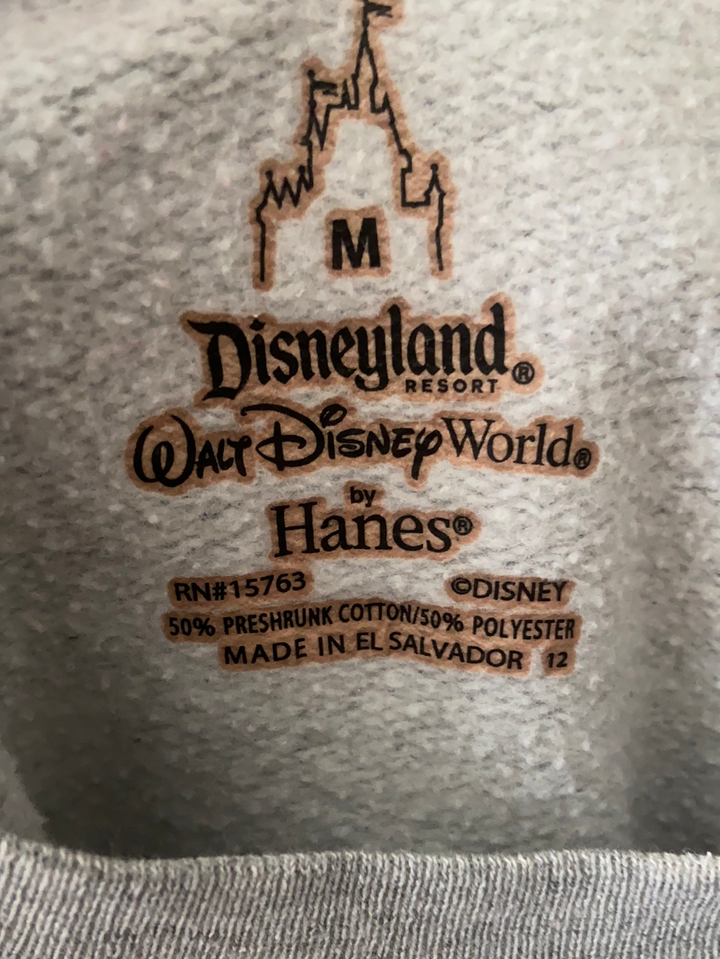 M
Disneyland®
RESORT
WALT DISNEY World®
by
Hanes®
RN#15763 ©DISNEY
50% PRESHRUNK COTTON/50% POLYESTER
MADE IN EL SALVADOR 12